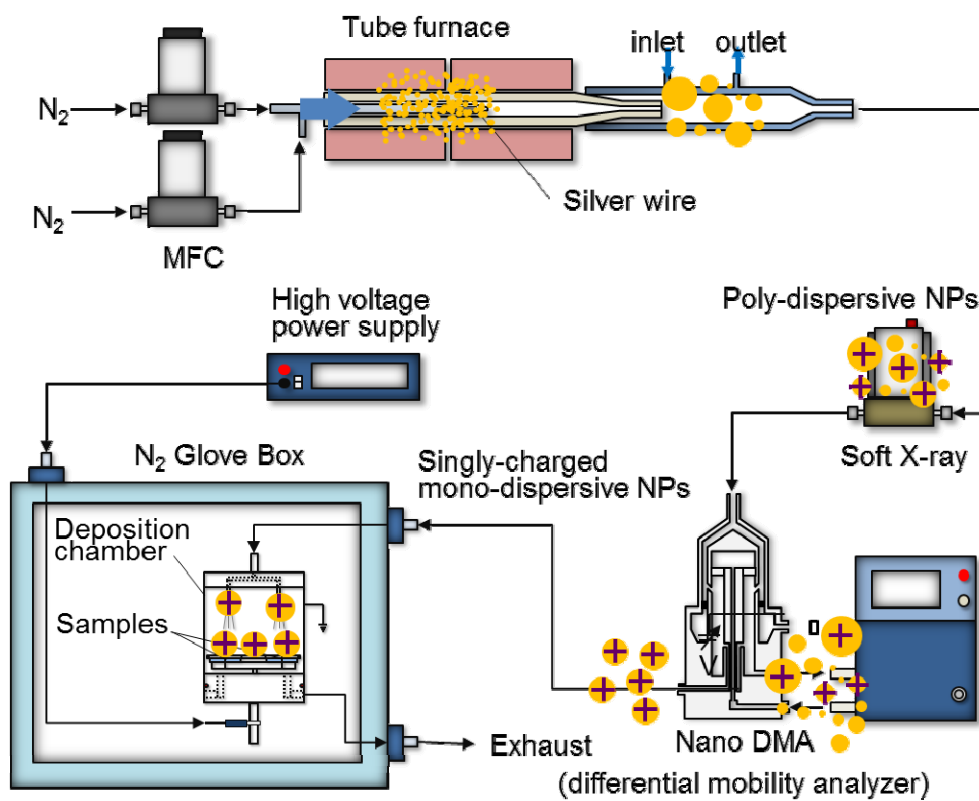 Tube furnace
inlet outlet
N₂
N₂
Silver wire
MFC
High voltage
power supply
Poly-dispersive NPs
Soft X-ray
N₂ Glove Box
Singly-charged
mono-dispersive NPs
Deposition
chamber
Samples
Exhaust
Nano DMA
(differential mobility analyzer)